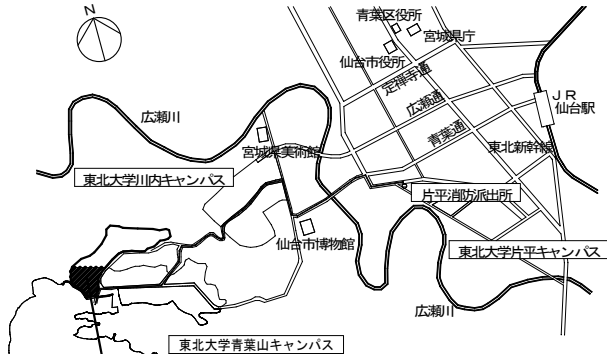 N
青葉区役所
宮城県庁
仙台市役所
定禅寺通
広瀬通
青葉通
ＪＲ
仙台駅
東北新幹線
広瀬川
宮城県美術館
東北大学川内キャンパス
片平消防派出所
仙台市博物館
東北大学片平キャンパス
広瀬川
東北大学青葉山キャンパス